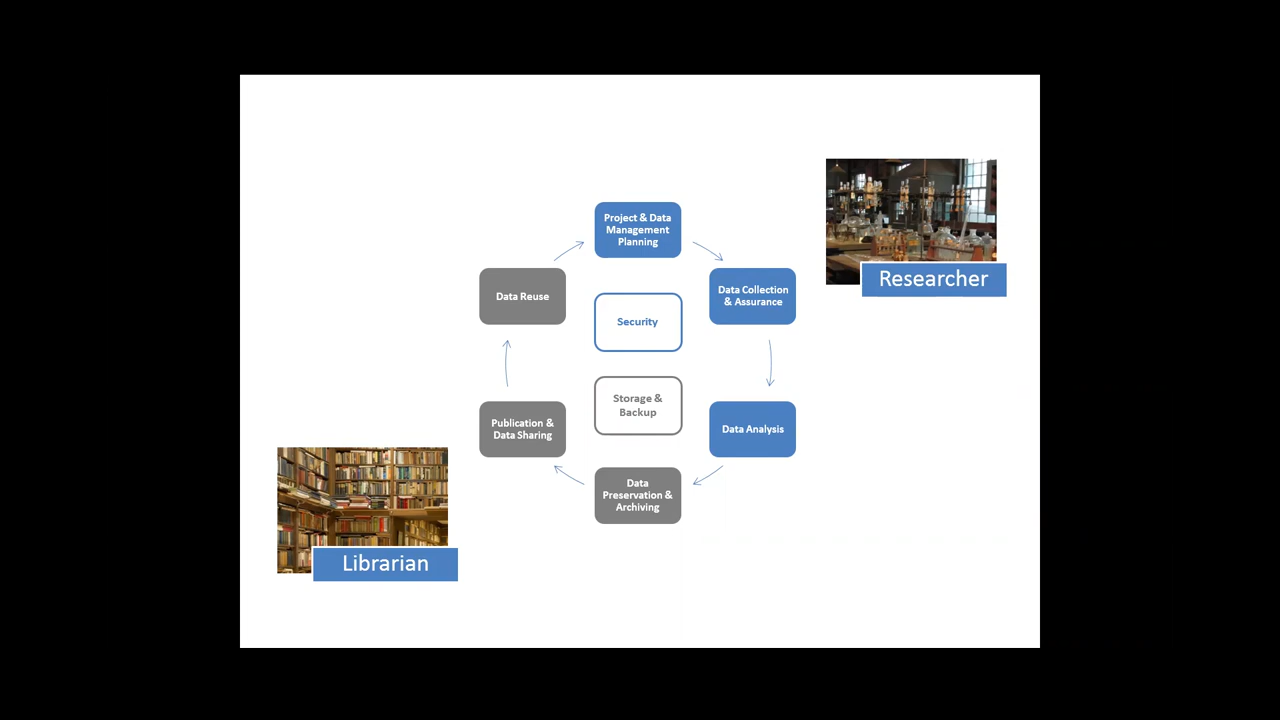 Project & Data
Management
Planning
Researcher
Data Collection
& Assurance
Data Reuse
Security
Storage &
Backup
Data Analysis
Publication &
Data Sharing
Data
Preservation &
Archiving
Librarian